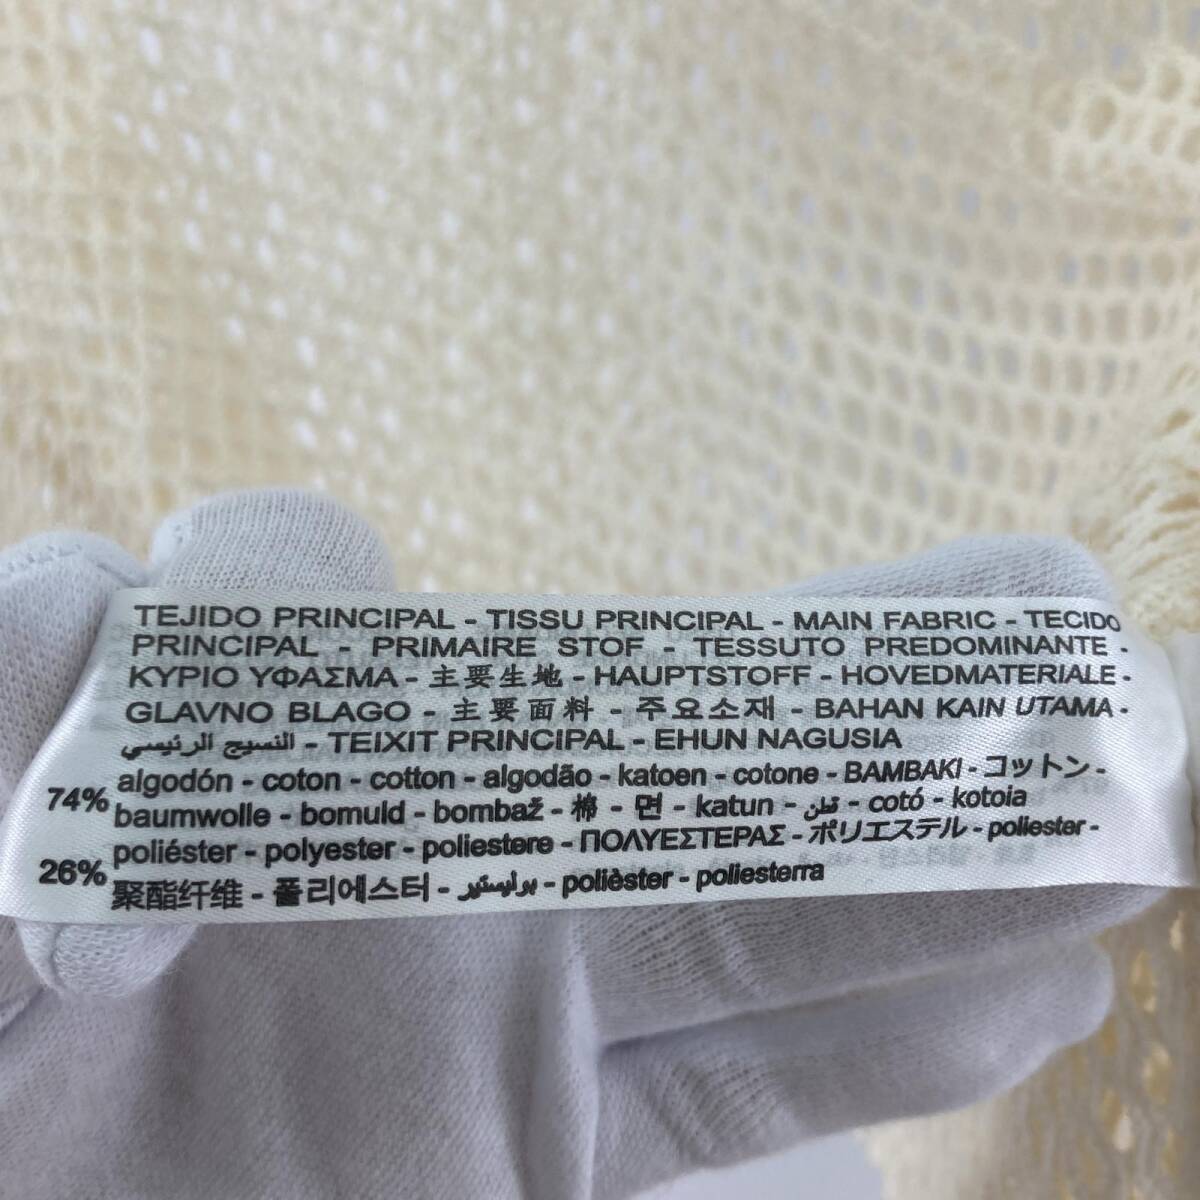 TEJIDO PRINCIPAL - TISSU PRINCIPAL - MAIN FABRIC - TECIDO
PRINCIPAL - PRIMAIRE STOF - TESSUTO PREDOMINANTE -
ΚΥΡΙΟ ΥΦΑΣΜΑ - 主要生地 - HAUPTSTOFF - HOVEDMATERIALE -
GLAVNO BLAGO - 主要面料 - 주요소재 - BAHAN KAIN UTAMA -
النسيج الرئيسي - TEIXIT PRINCIPAL - EHUN NAGUSIA
74% algodón - coton - cotton - algodão - katoen - cotone - BAMBAKI - コットン -
baumwolle - bomuld - bombaž - 棉 - 면 - katun - قطن - cotó - kotoia
26% poliéster - polyester - poliestere - ΠΟΛΥΕΣΤΕΡΑΣ - ポリエステル - poliester -
聚酯纤维 - 폴리에스터 - بوليستير - polièster - poliesterra